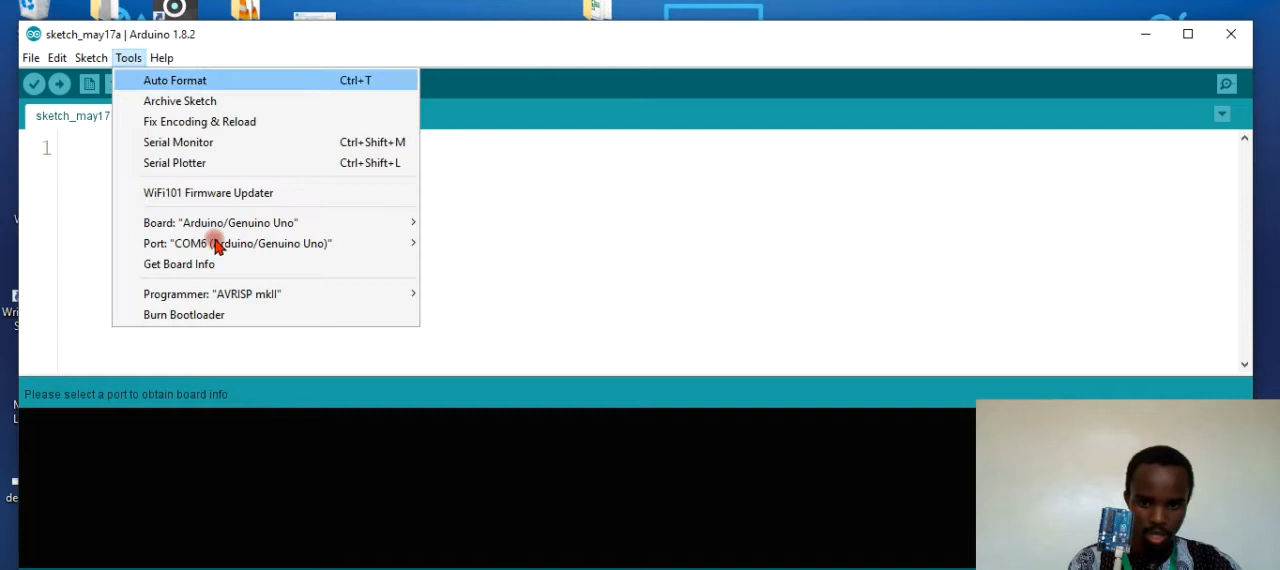 sketch_may17a | Arduino 1.8.2
File Edit Sketch Tools Help
Auto Format Ctrl+T
Archive Sketch
sketch_may17
Fix Encoding & Reload
1
Serial Monitor Ctrl+Shift+M
Serial Plotter Ctrl+Shift+L
WiFi101 Firmware Updater
Board: "Arduino/Genuino Uno"
Port: "COM6 (Arduino/Genuino Uno)"
Get Board Info
Programmer: "AVRISP mkII"
Burn Bootloader
Please select a port to obtain board info